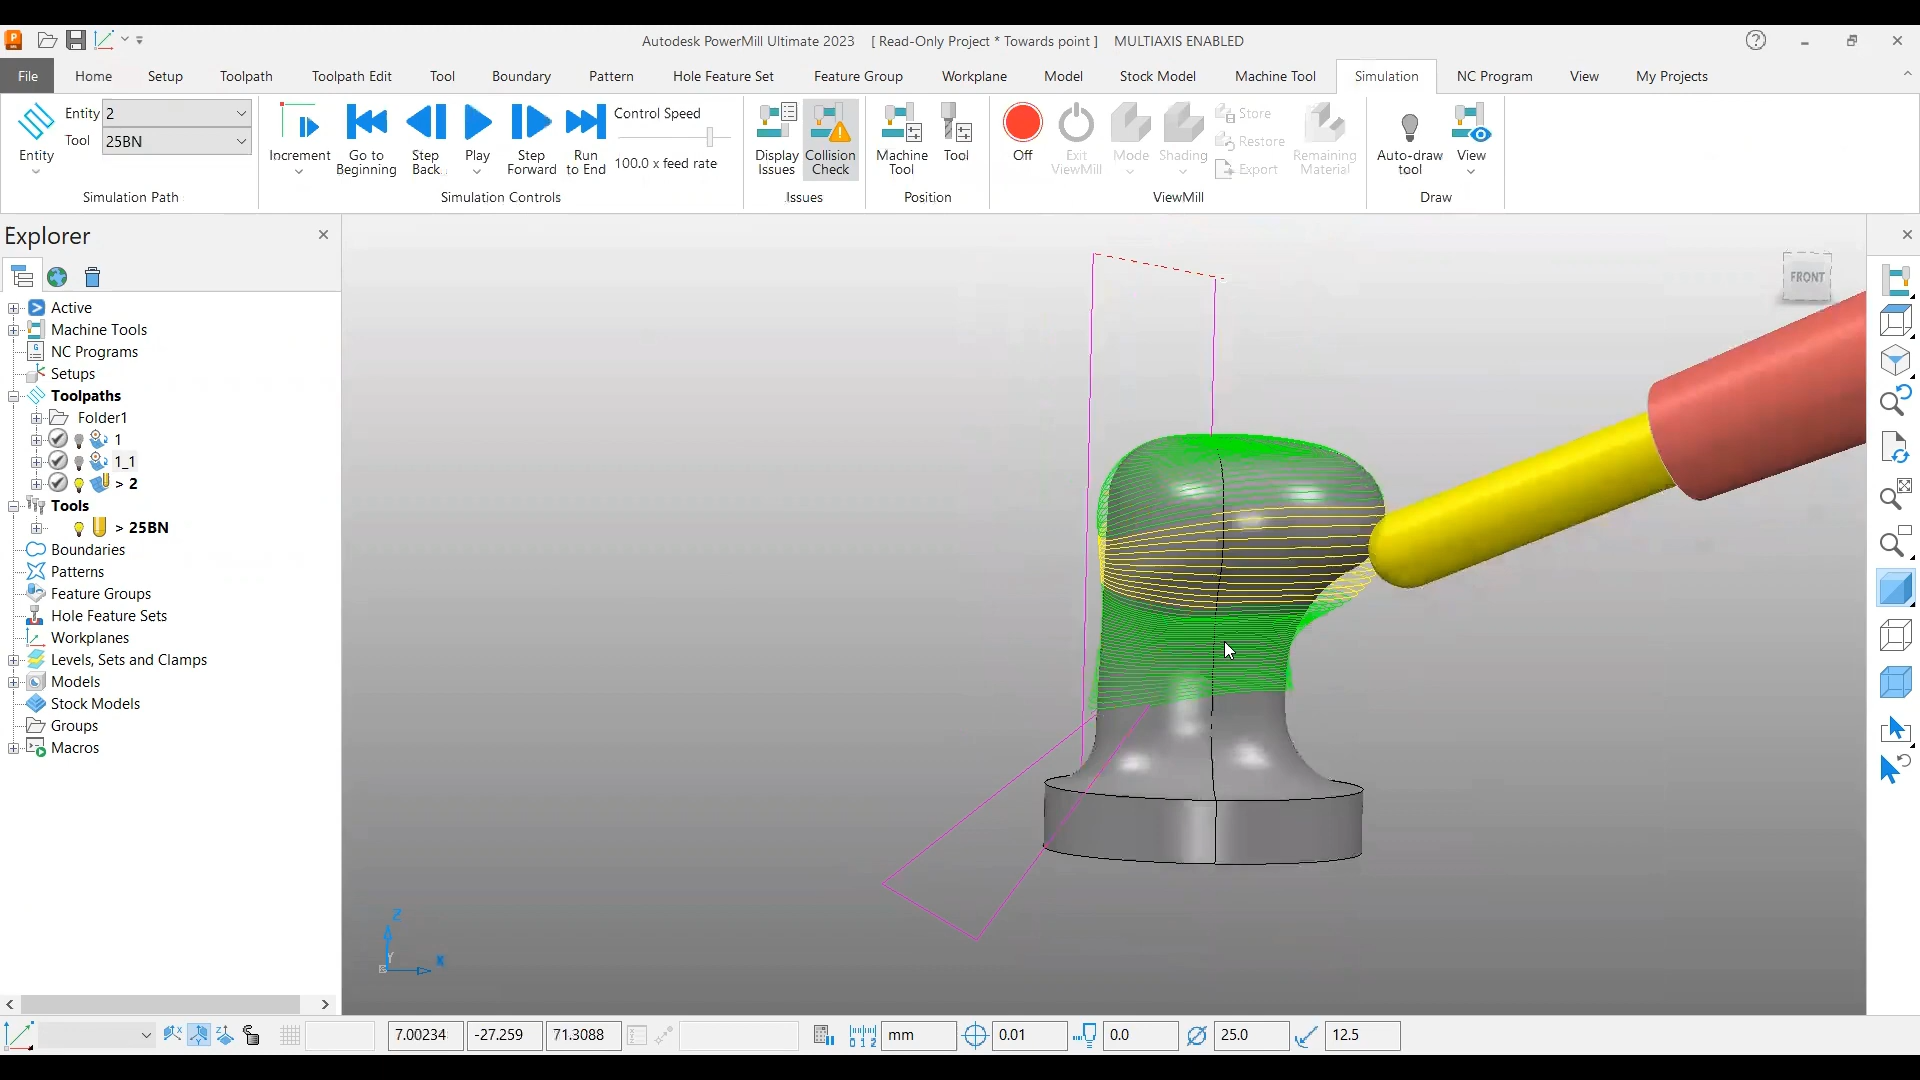 Autodesk PowerMill Ultimate 2023 [ Read-Only Project * Towards point ] MULTIAXIS ENABLED
File Home Setup Toolpath Toolpath Edit Tool Boundary Pattern Hole Feature Set Feature Group Workplane Model Stock Model Machine Tool Simulation NC Program View My Projects
Entity 2
Tool 25BN
Entity
Simulation Path
Increment
Go to Beginning
Step Back
Play
Step Forward
Run to End
Control Speed
100.0 x feed rate
Simulation Controls
Display Issues
Collision Check
Issues
Machine Tool
Tool
Position
Off
Exit ViewMill
Mode
Shading
Store
Restore
Export
Remaining Material
ViewMill
Auto-draw tool
View
Draw
Explorer
Active
Machine Tools
NC Programs
Setups
Toolpaths
Folder1
1
1_1
> 2
Tools
> 25BN
Boundaries
Patterns
Feature Groups
Hole Feature Sets
Workplanes
Levels, Sets and Clamps
Models
Stock Models
Groups
Macros
FRONT
Z
Y
X
7.00234 -27.259 71.3088 mm 0.01 0.0 25.0 12.5